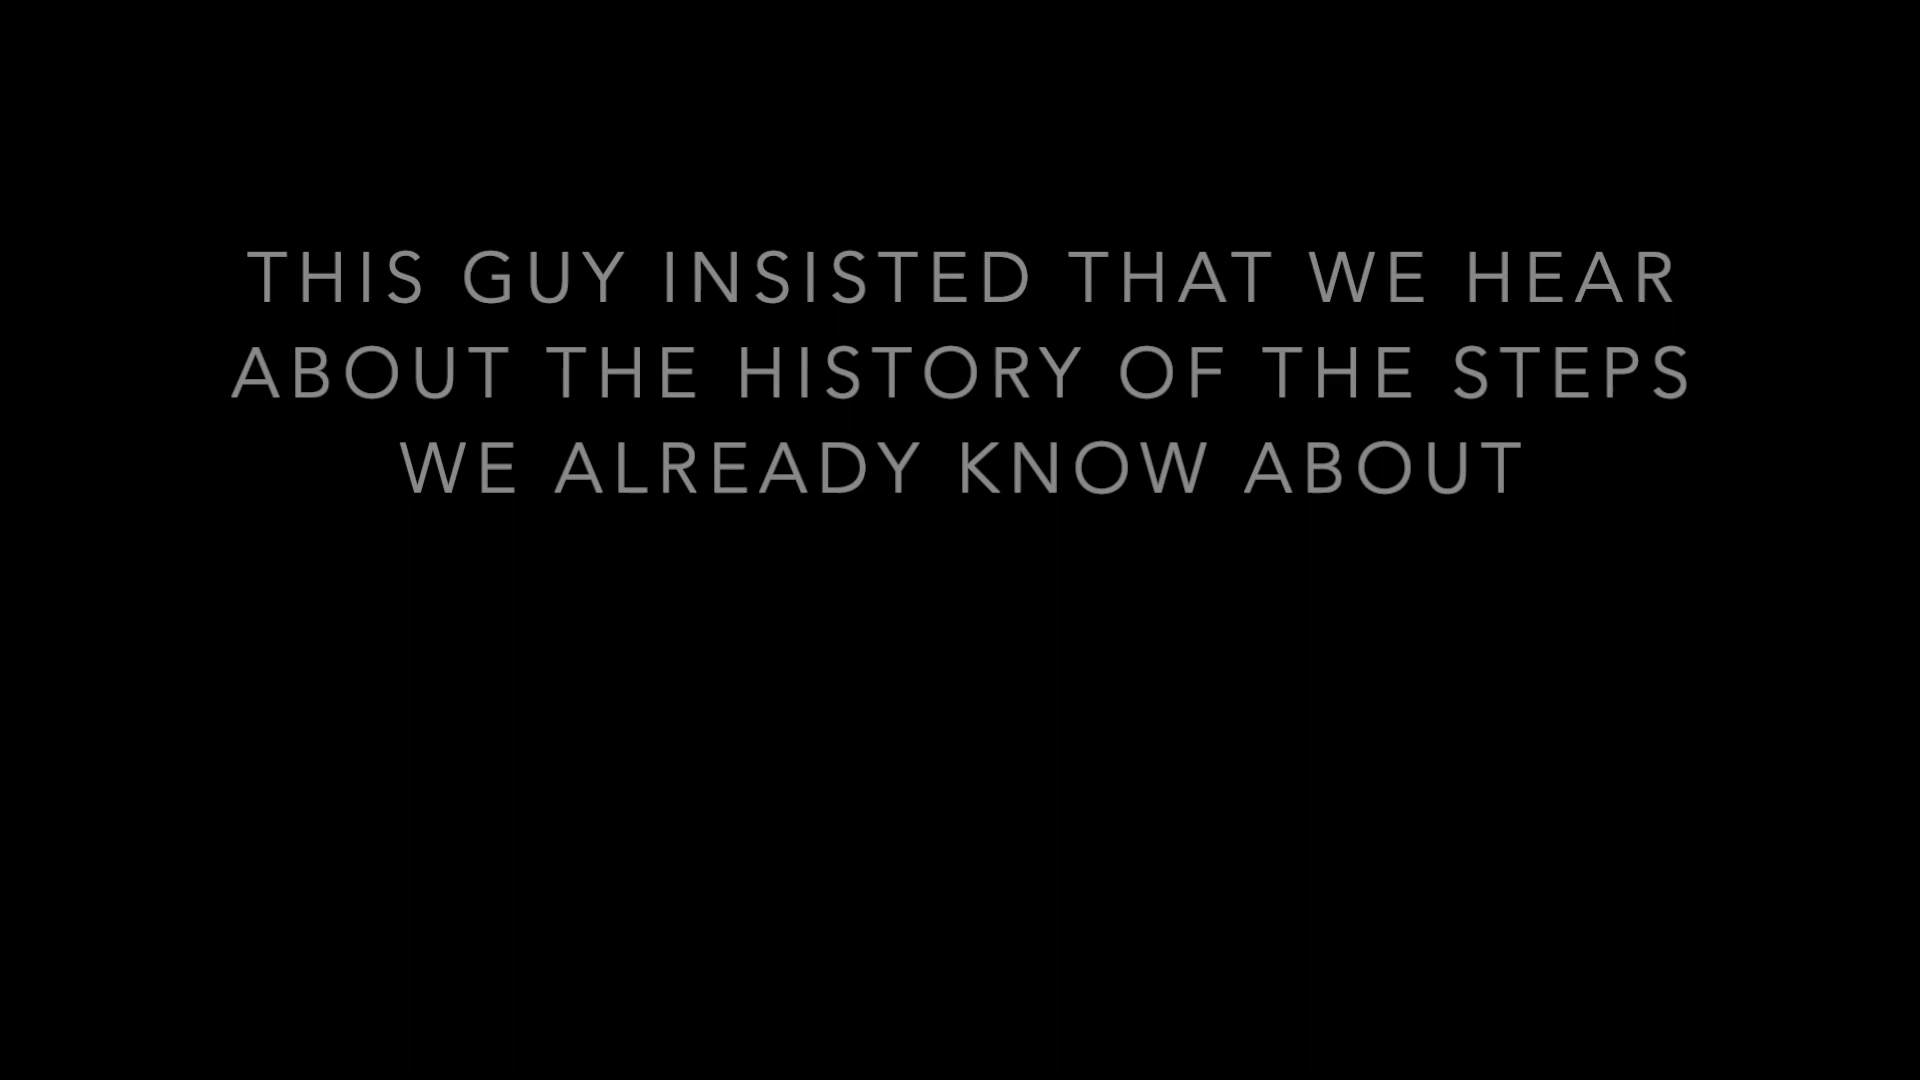 THIS GUY INSISTED THAT WE HEAR
ABOUT THE HISTORY OF THE STEPS
WE ALREADY KNOW ABOUT